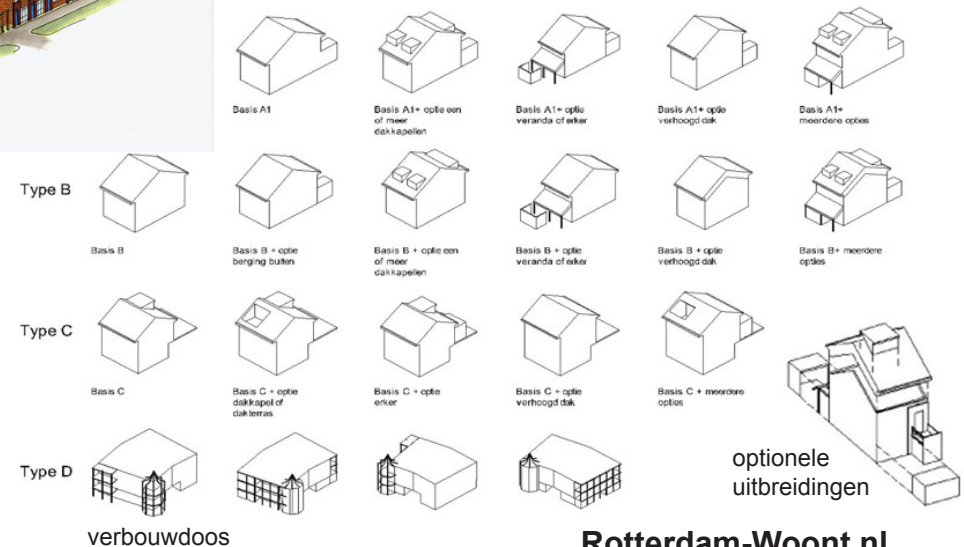 Basis A1
Basis A1+ optie een
of meer
dakkapellen
Basis A1+ optie
veranda of erker
Basis A1+ optie
verhoogd dak
Basis A1+
meerdere opties
Type B
Basis B
Basis B + optie
berging buiten
Basis B + optie een
of meer
dakkapellen
Basis B + optie
veranda of erker
Basis B + optie
verhoogd dak
Basis B+ meerdere
opties
Type C
Basis C
Basis C + optie
dakkapel of
dakterras
Basis C + optie
erker
Basis C + optie
verhoogd dak
Basis C + meerdere
opties
Type D
optionele
uitbreidingen
verbouwdoos
Rotterdam-Woont.nl